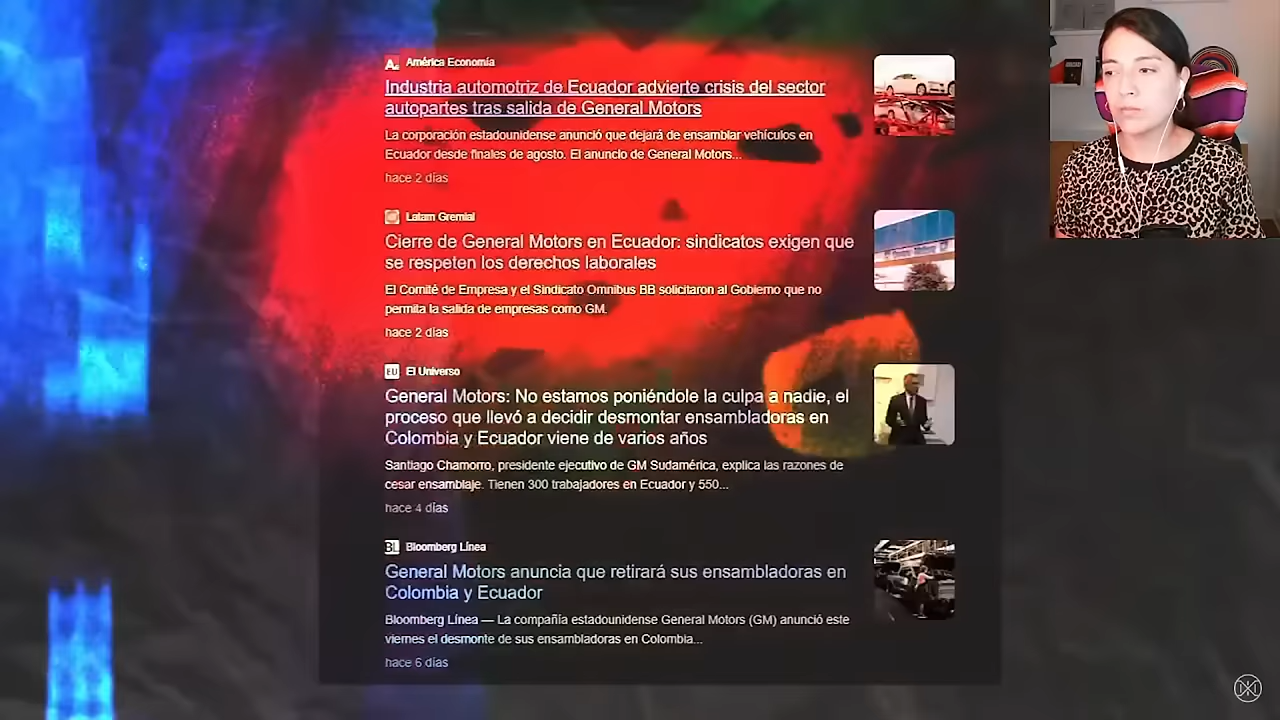 América Economía
Industria automotriz de Ecuador advierte crisis del sector
autopartes tras salida de General Motors
La corporación estadounidense anunció que dejará de ensamblar vehículos en
Ecuador desde finales de agosto. El anuncio de General Motors...
hace 2 días
Latam Gremial
Cierre de General Motors en Ecuador: sindicatos exigen que
se respeten los derechos laborales
El Comité de Empresa y el Sindicato Omnibus BB solicitaron al Gobierno que no
permita la salida de empresas como GM.
hace 2 días
EU El Universo
General Motors: No estamos poniéndole la culpa a nadie, el
proceso que llevó a decidir desmontar ensambladoras en
Colombia y Ecuador viene de varios años
Santiago Chamorro, presidente ejecutivo de GM Sudamérica, explica las razones de
cesar ensamblaje. Tienen 300 trabajadores en Ecuador y 550...
hace 4 días
BL Bloomberg Línea
General Motors anuncia que retirará sus ensambladoras en
Colombia y Ecuador
Bloomberg Línea — La compañía estadounidense General Motors (GM) anunció este
viernes el desmonte de sus ensambladoras en Colombia...
hace 6 días